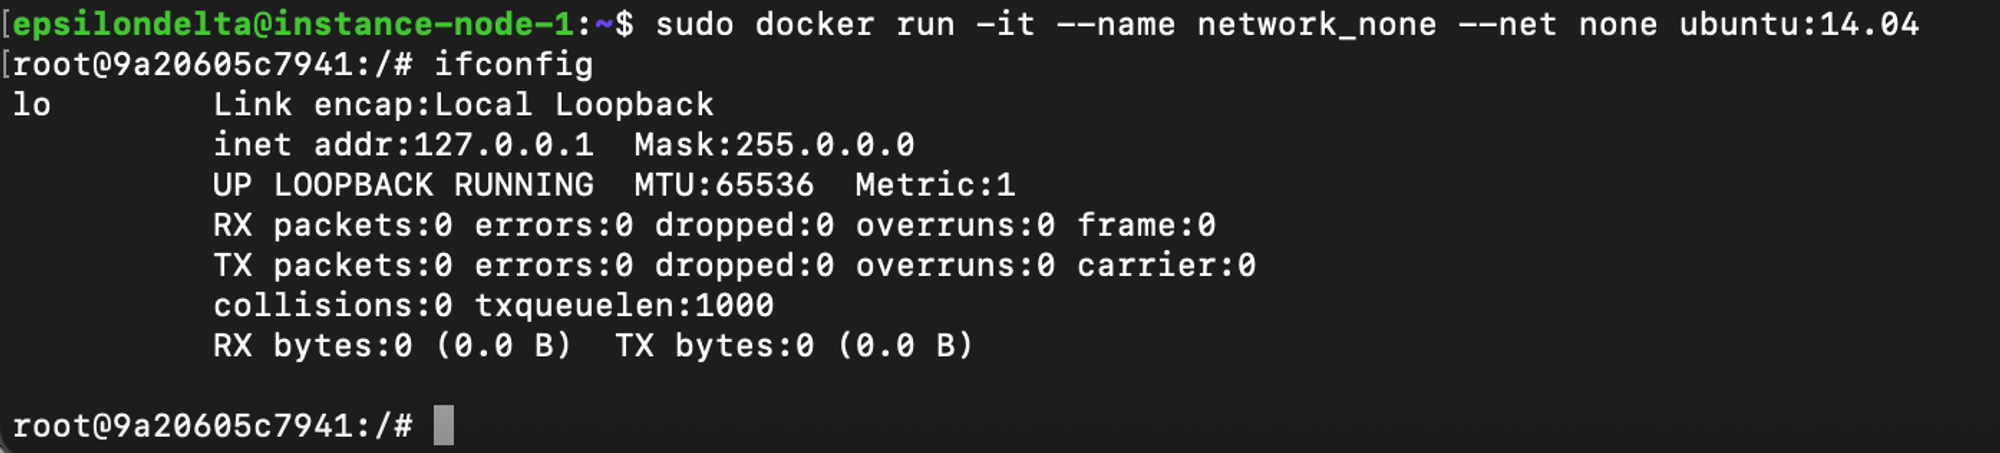 [epsilondelta@instance-node-1:~$ sudo docker run -it --name network_none --net none ubuntu:14.04
[root@9a20605c7941:/# ifconfig
lo        Link encap:Local Loopback
          inet addr:127.0.0.1  Mask:255.0.0.0
          UP LOOPBACK RUNNING  MTU:65536  Metric:1
          RX packets:0 errors:0 dropped:0 overruns:0 frame:0
          TX packets:0 errors:0 dropped:0 overruns:0 carrier:0
          collisions:0 txqueuelen:1000
          RX bytes:0 (0.0 B)  TX bytes:0 (0.0 B)
root@9a20605c7941:/#